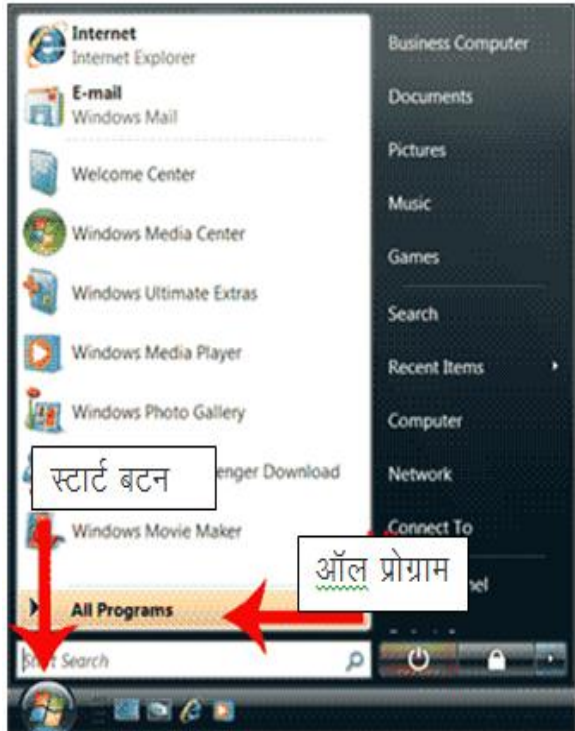 Internet
Internet Explorer
E-mail
Windows Mail
Welcome Center
Windows Media Center
Windows Ultimate Extras
Windows Media Player
Windows Photo Gallery
स्टार्ट बटन
enger Download
Windows Movie Maker
ऑल प्रोग्राम
All Programs
Search
Business Computer
Documents
Pictures
Music
Games
Search
Recent Items
Computer
Network
Connect To
nel